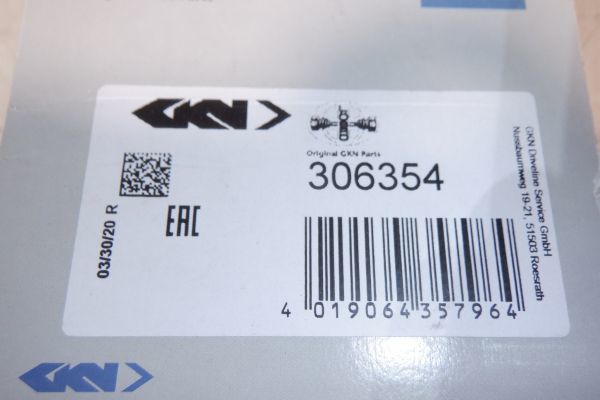 GKN
Original GKN Parts
306354
03/30/20 R
EAC
4 019064 357964
GKN Driveline Service GmbH
Nussbaumweg 19-21, 51503 Roesrath
GKN